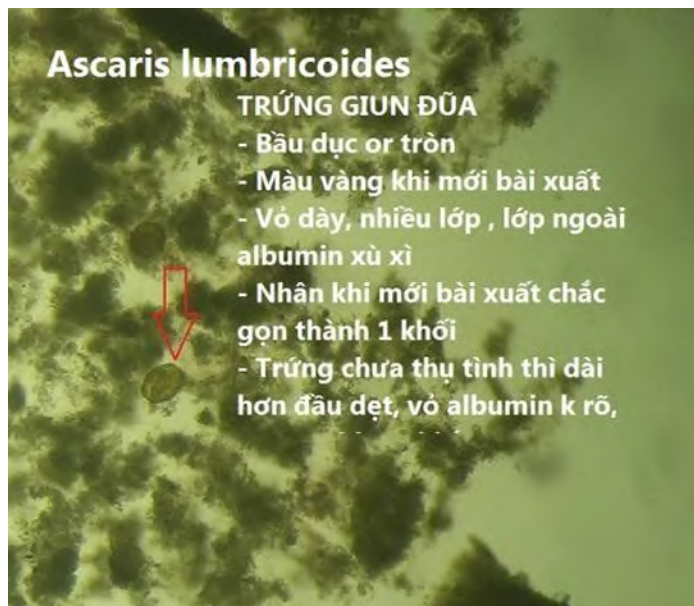 Ascaris lumbricoides
TRỨNG GIUN ĐŨA
- Bầu dục or tròn
- Màu vàng khi mới bài xuất
- Vỏ dày, nhiều lớp , lớp ngoài
albumin xù xì
- Nhân khi mới bài xuất chắc
gọn thành 1 khối
- Trứng chưa thụ tình thì dài
hơn đầu dẹt, vỏ albumin k rõ,